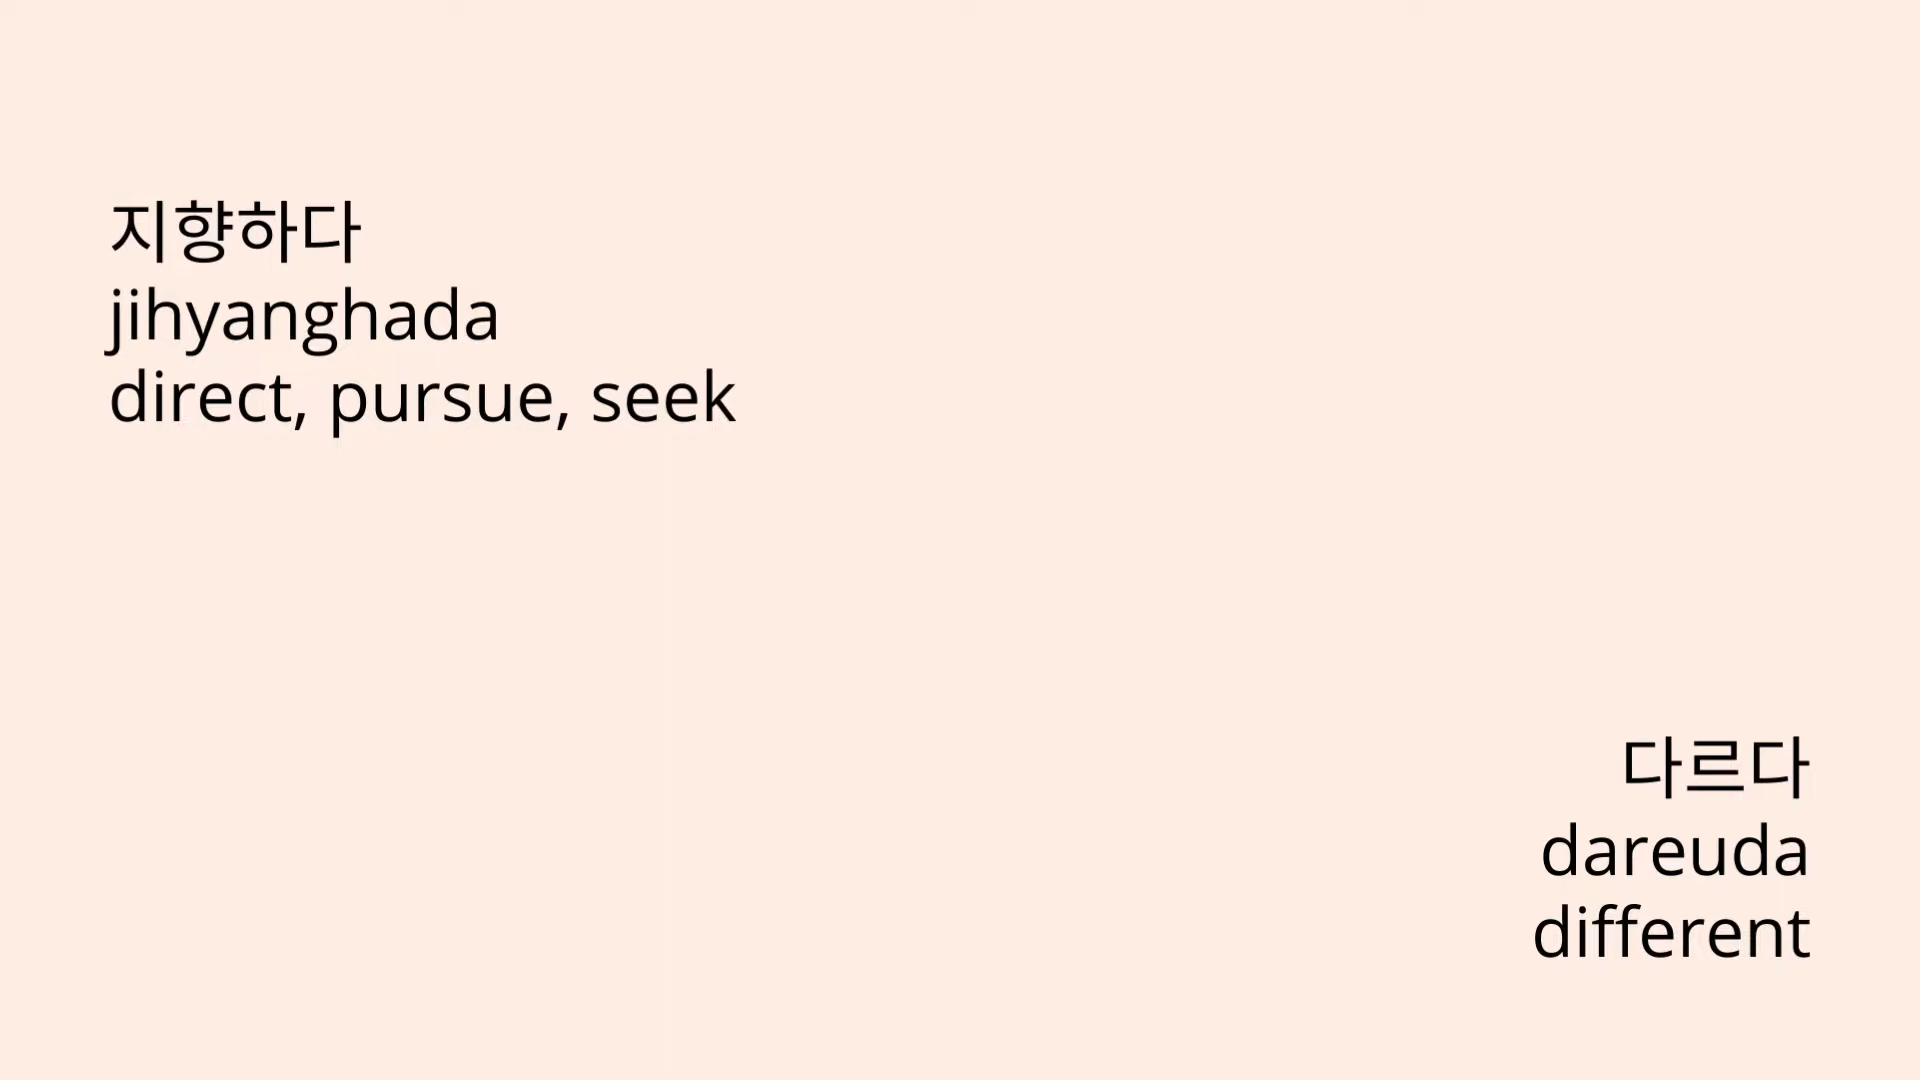 지향하다
jihyanghada
direct, pursue, seek
다르다
dareuda
different